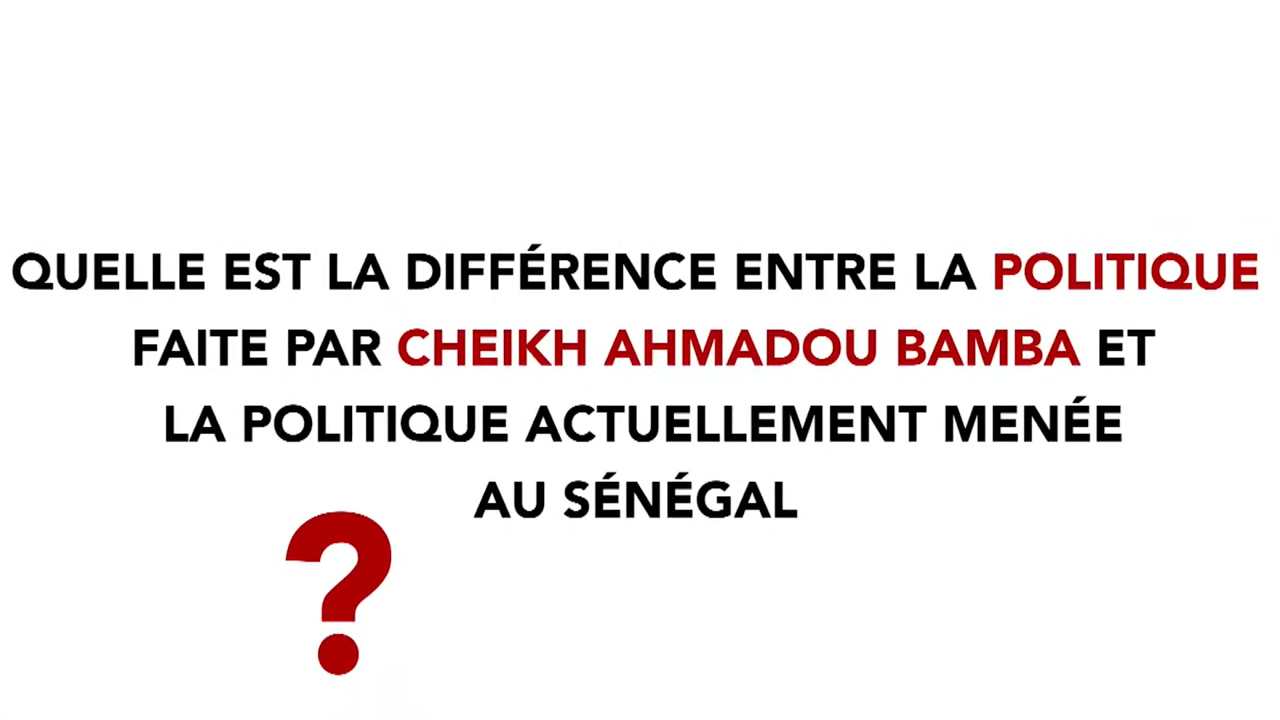 QUELLE EST LA DIFFÉRENCE ENTRE LA POLITIQUE
FAITE PAR CHEIKH AHMADOU BAMBA ET
LA POLITIQUE ACTUELLEMENT MENÉE
AU SÉNÉGAL
?